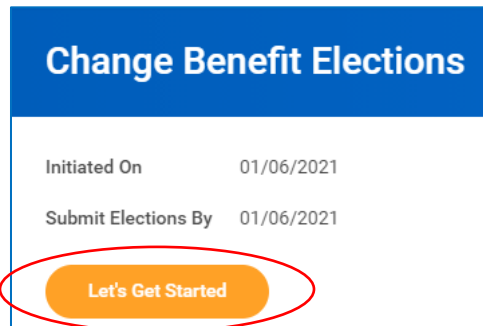 Change Benefit Elections
Initiated On 01/06/2021
Submit Elections By 01/06/2021
Let's Get Started